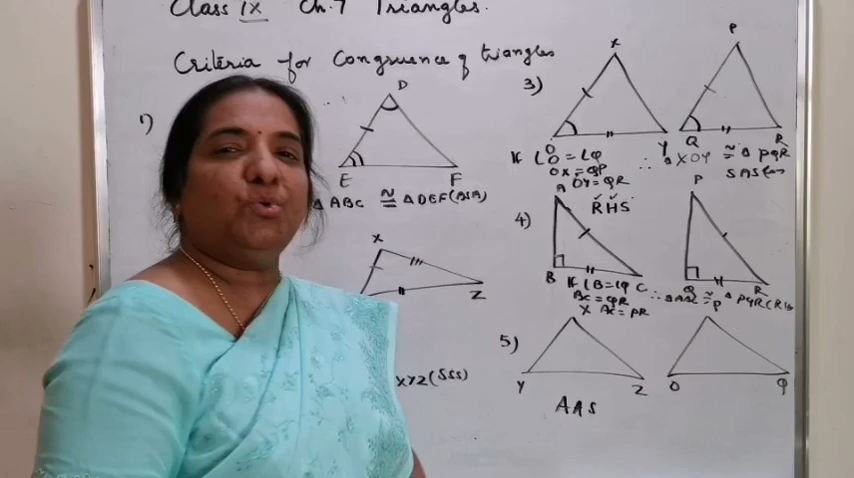 Class IX Ch. 7 Triangles.
Criteria for Congruence of triangles
1)
D
E F
Δ ABC ≅ Δ DEF (ASA)
X
Z
XYZ (SSS)
3)
X
O Y
P
Q R
If ∠O = ∠Q
OX = QP
OY = QR
∴ Δ XOY ≅ Δ PQR
SAS
4)
A
B C
RHS
P
Q R
If ∠B = ∠Q
BC = QR
AC = PR
∴ Δ ABC ≅ Δ PQR (RHS
5)
X P
Y Z
O Q
AAS